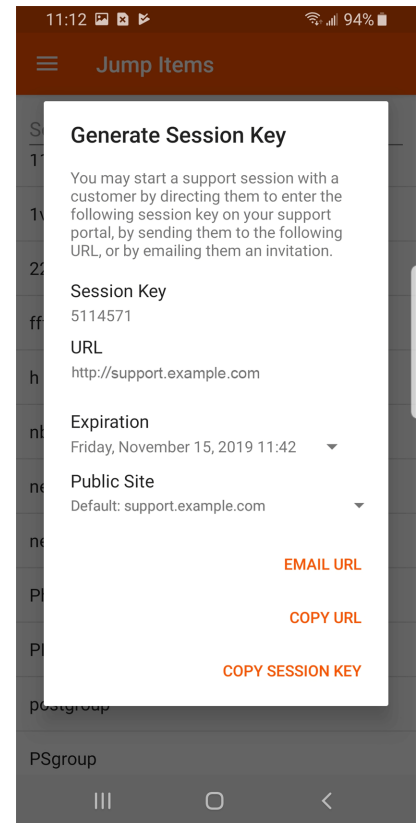 11:12
94%
Jump Items
Generate Session Key
You may start a support session with a
customer by directing them to enter the
following session key on your support
portal, by sending them to the following
URL, or by emailing them an invitation.
Session Key
5114571
URL
http://support.example.com
Expiration
Friday, November 15, 2019 11:42
Public Site
Default: support.example.com
EMAIL URL
COPY URL
COPY SESSION KEY
postgroup
PSgroup